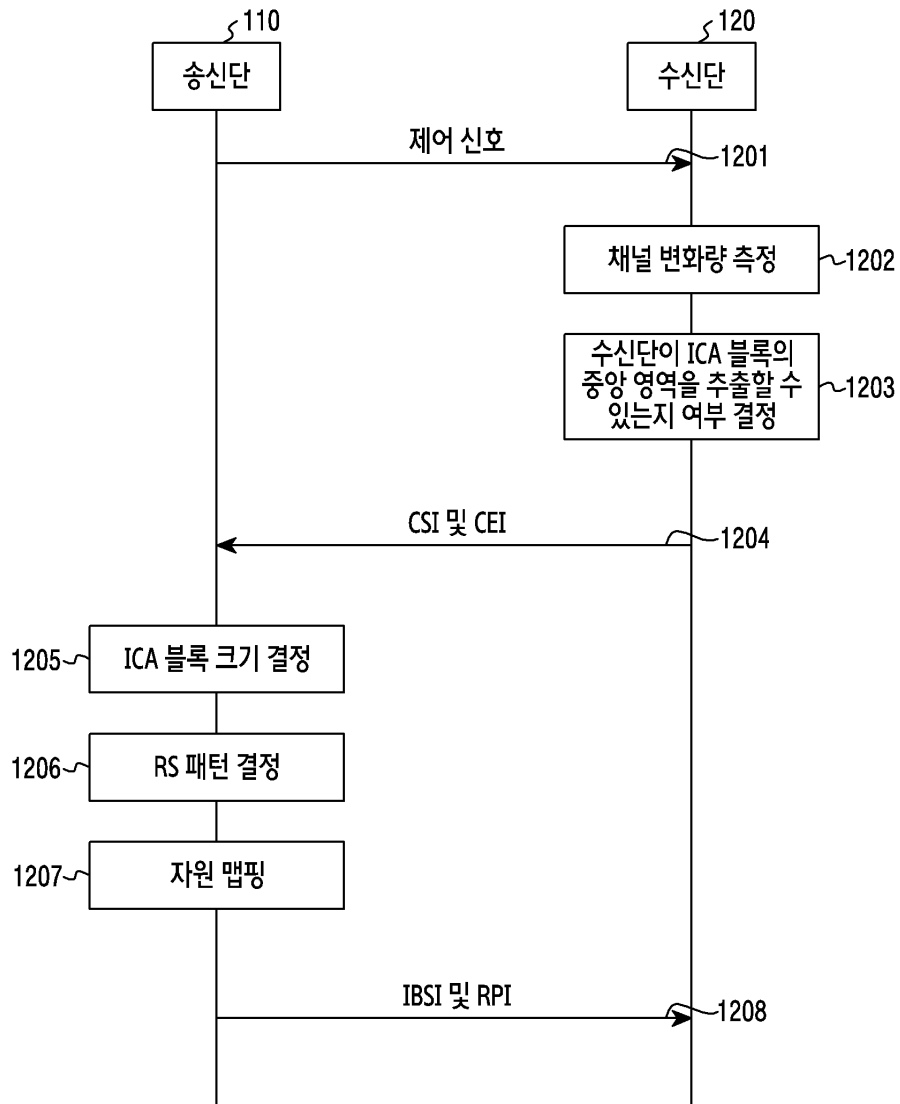 110
120
송신단
수신단
제어 신호
1201
채널 변화량 측정
1202
수신단이 ICA 블록의
중앙 영역을 추출할 수
있는지 여부 결정
1203
CSI 및 CEI
1204
1205
ICA 블록 크기 결정
1206
RS 패턴 결정
1207
자원 맵핑
IBSI 및 RPI
1208